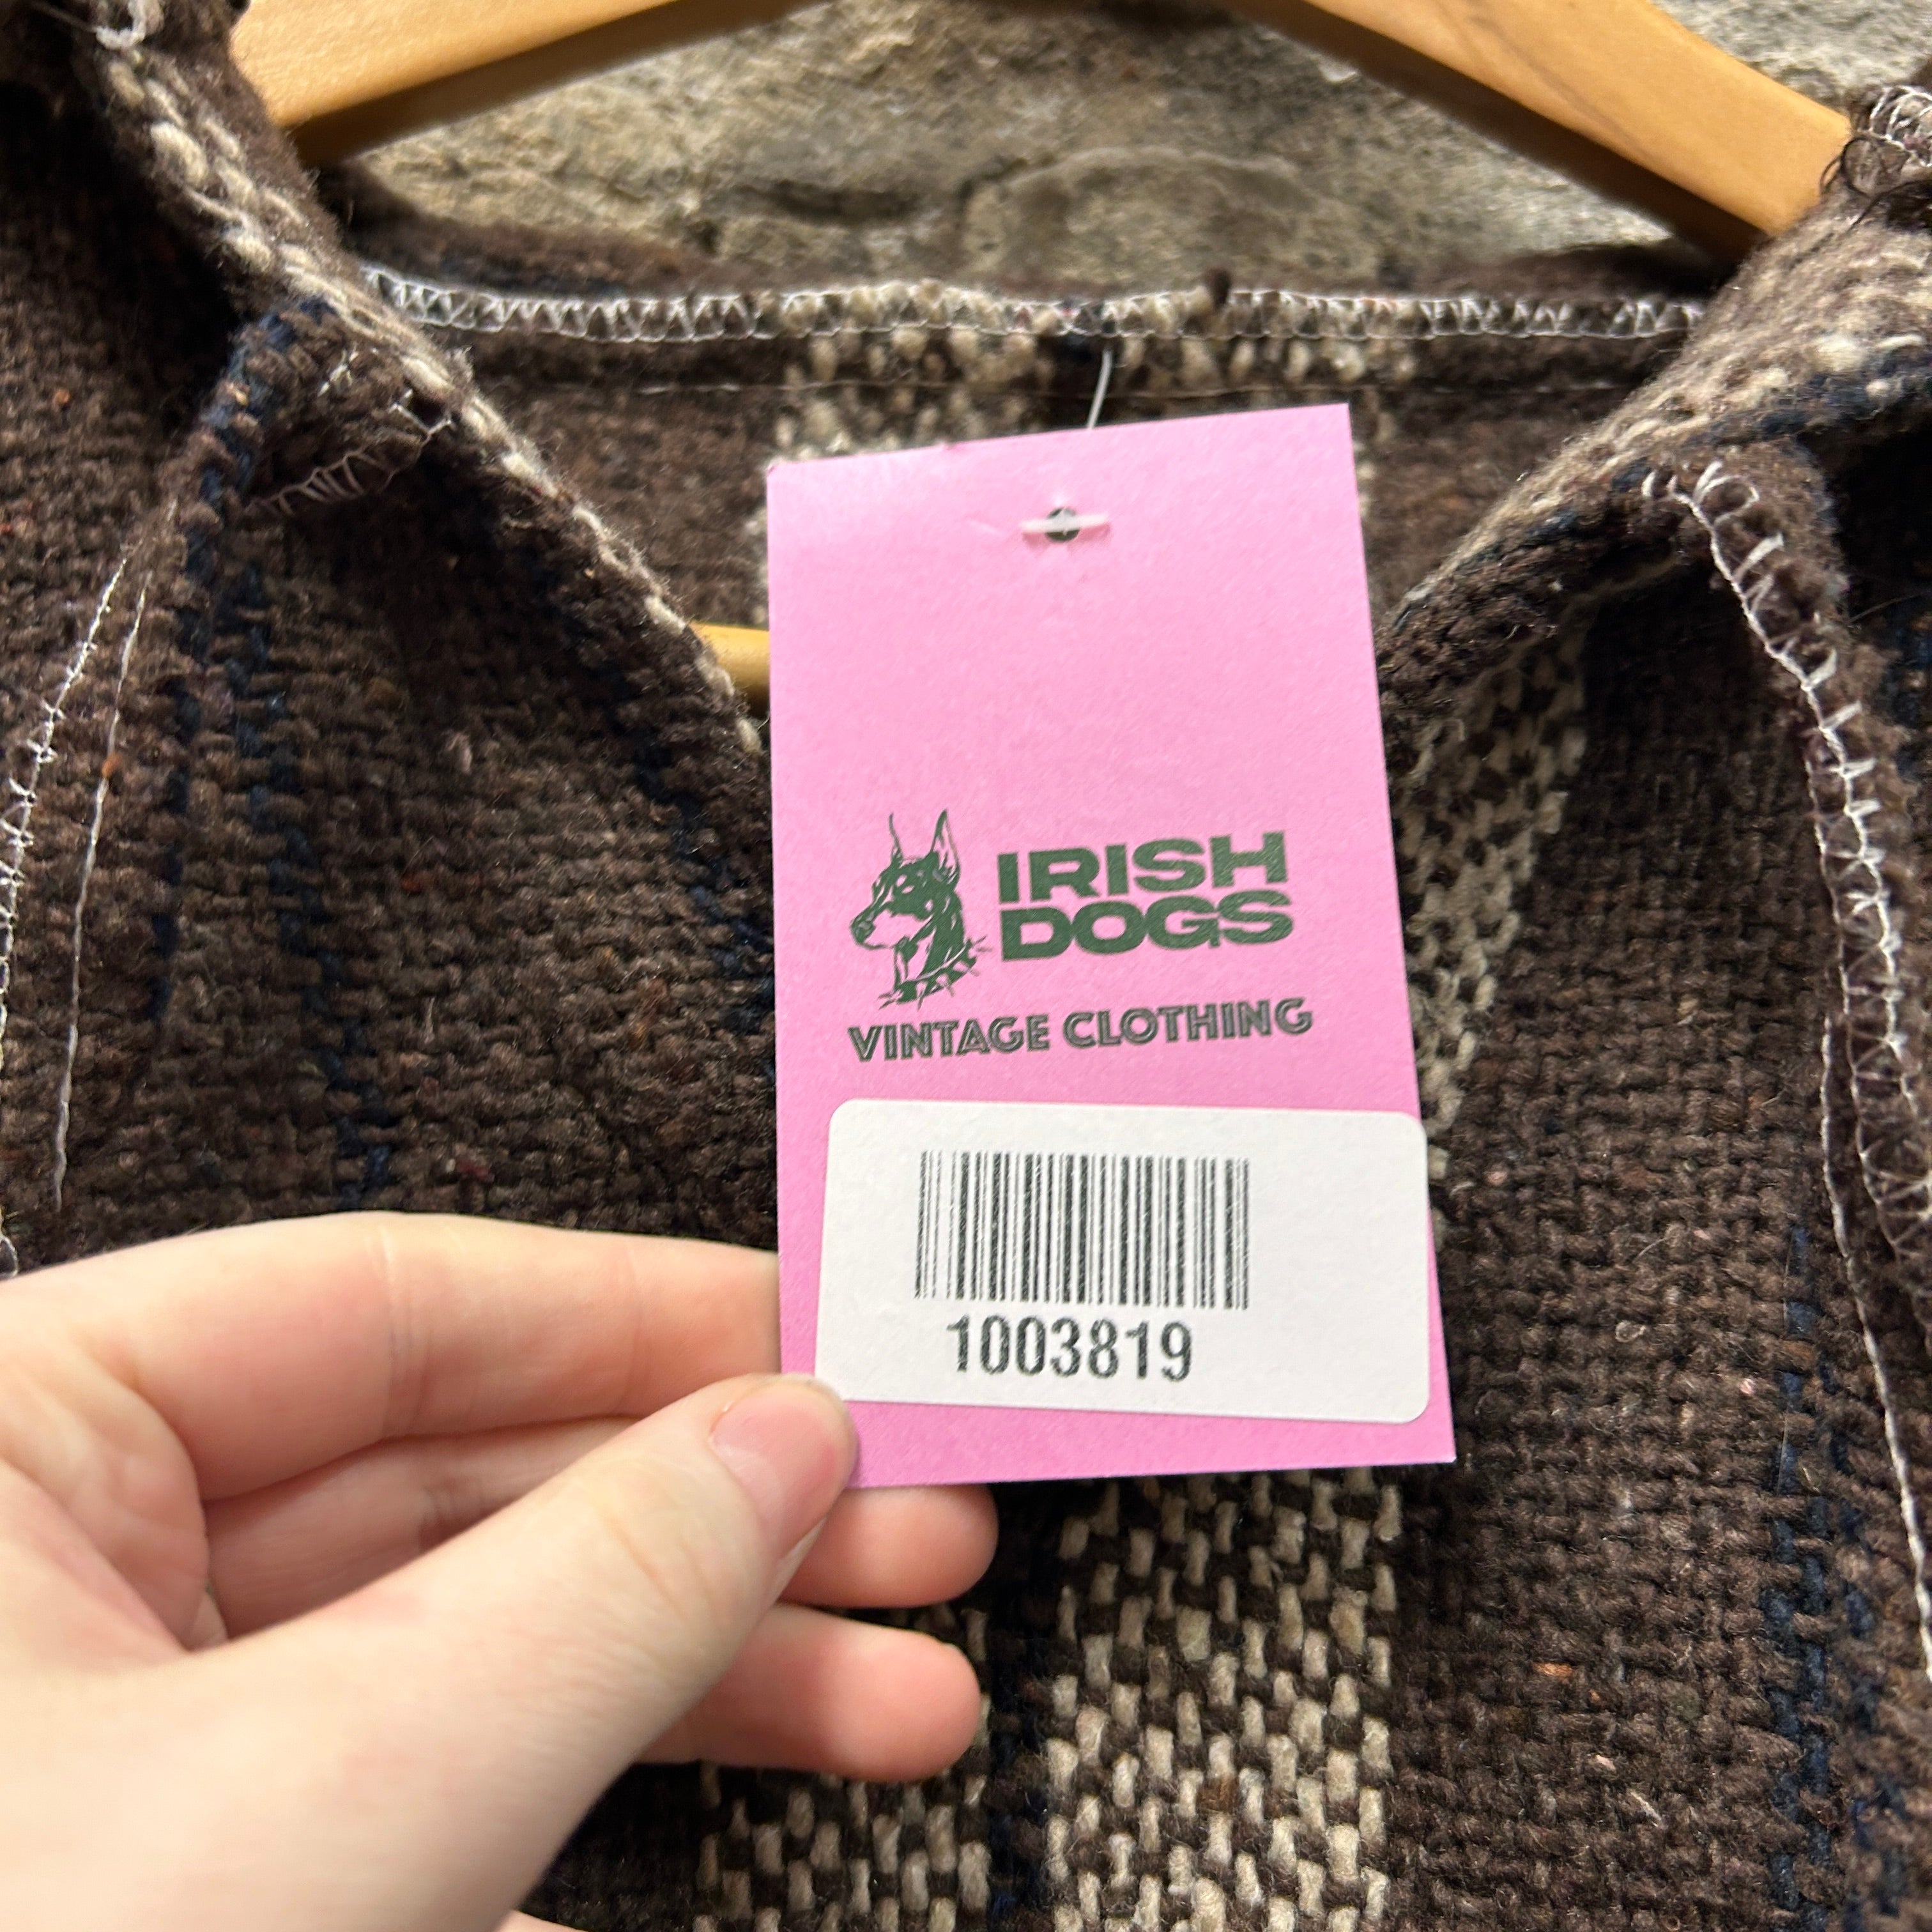 IRISH
DOGS
VINTAGE CLOTHING
1003819